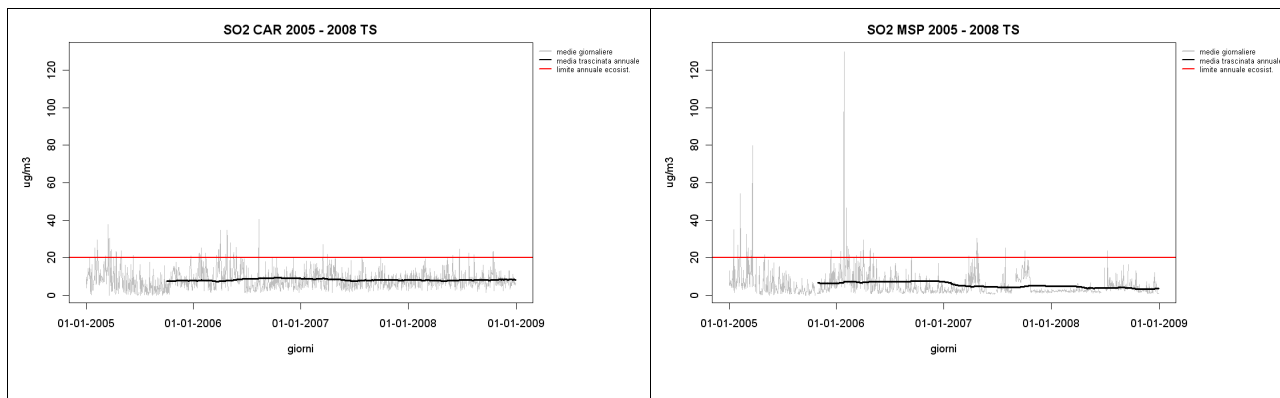 SO2 CAR 2005 - 2008 TS
medie giornaliere
media trascinata annuale
limite annuale ecosist.
ug/m3
120
100
80
60
40
20
0
01-01-2005 01-01-2006 01-01-2007 01-01-2008 01-01-2009
giorni
SO2 MSP 2005 - 2008 TS
medie giornaliere
media trascinata annuale
limite annuale ecosist.
ug/m3
120
100
80
60
40
20
0
01-01-2005 01-01-2006 01-01-2007 01-01-2008 01-01-2009
giorni